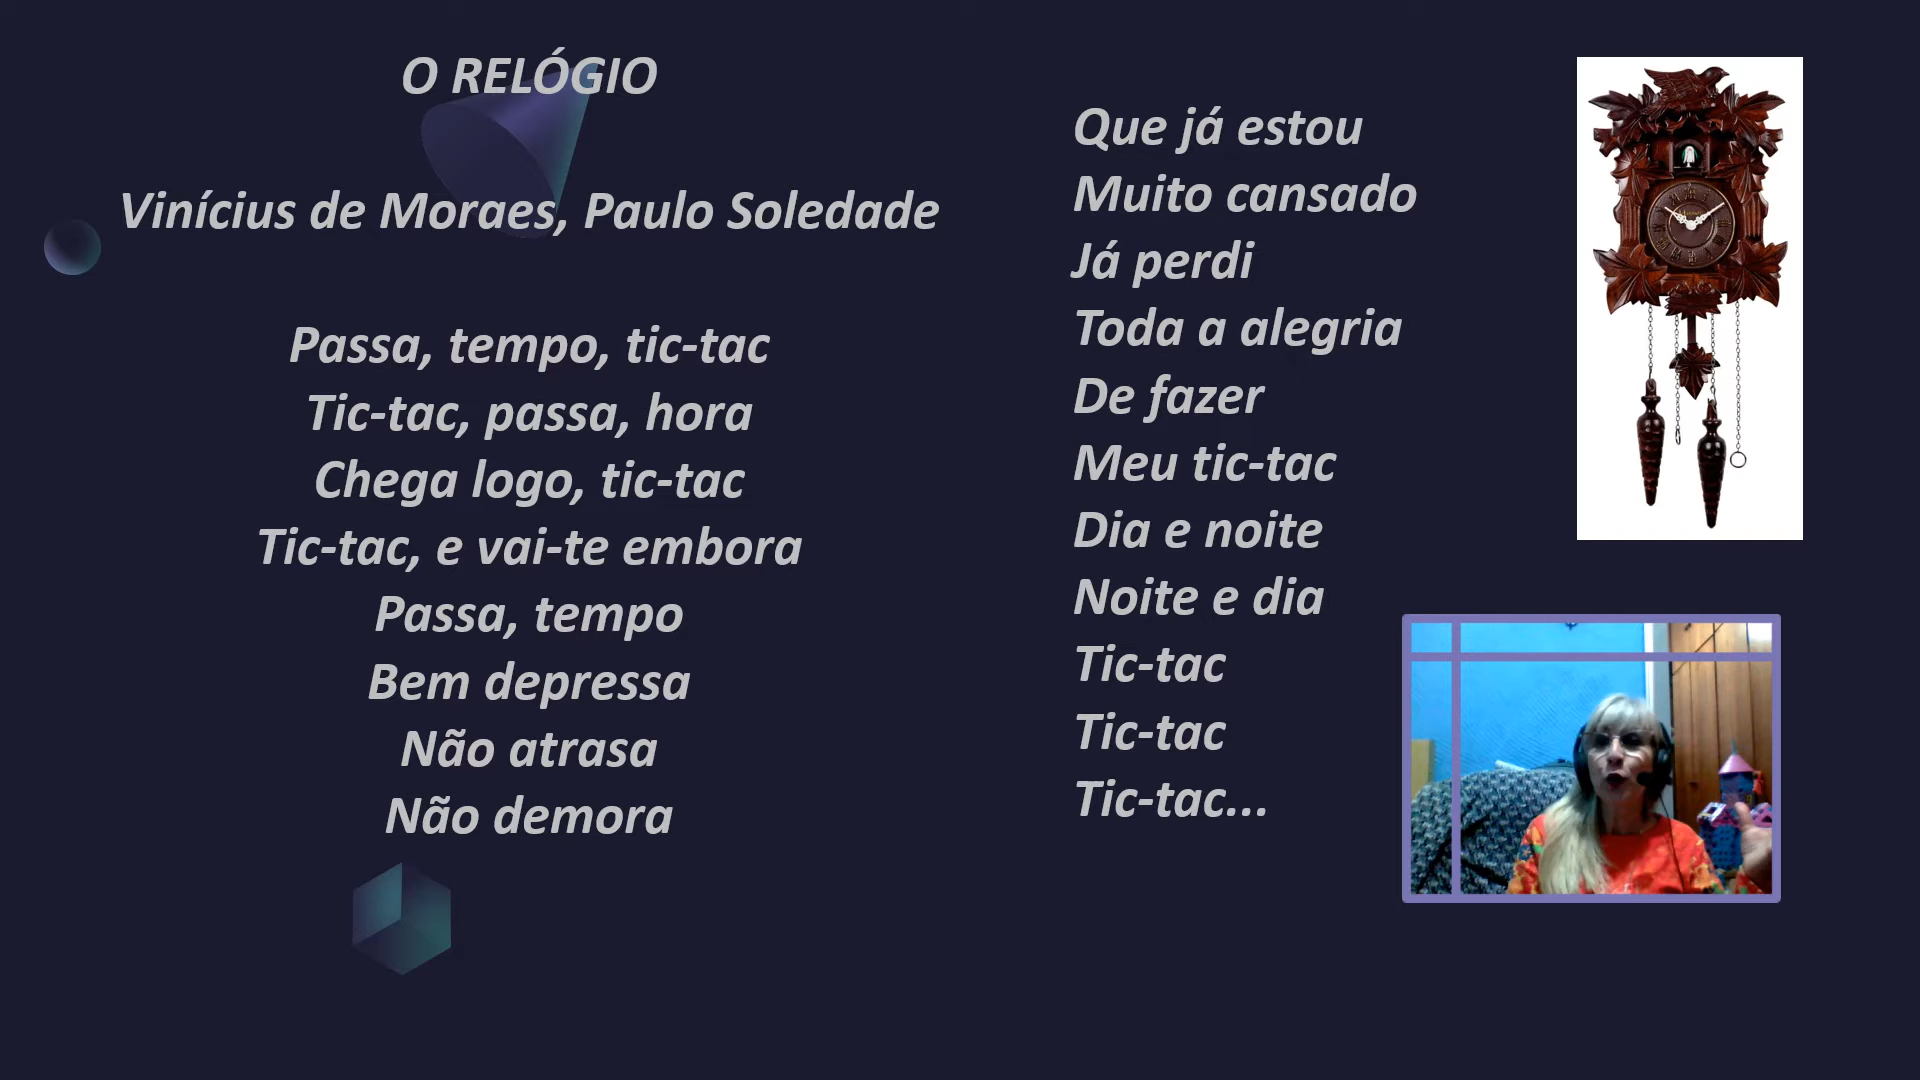 O RELÓGIO
Vinícius de Moraes, Paulo Soledade
Passa, tempo, tic-tac
Tic-tac, passa, hora
Chega logo, tic-tac
Tic-tac, e vai-te embora
Passa, tempo
Bem depressa
Não atrasa
Não demora
Que já estou
Muito cansado
Já perdi
Toda a alegria
De fazer
Meu tic-tac
Dia e noite
Noite e dia
Tic-tac
Tic-tac
Tic-tac...